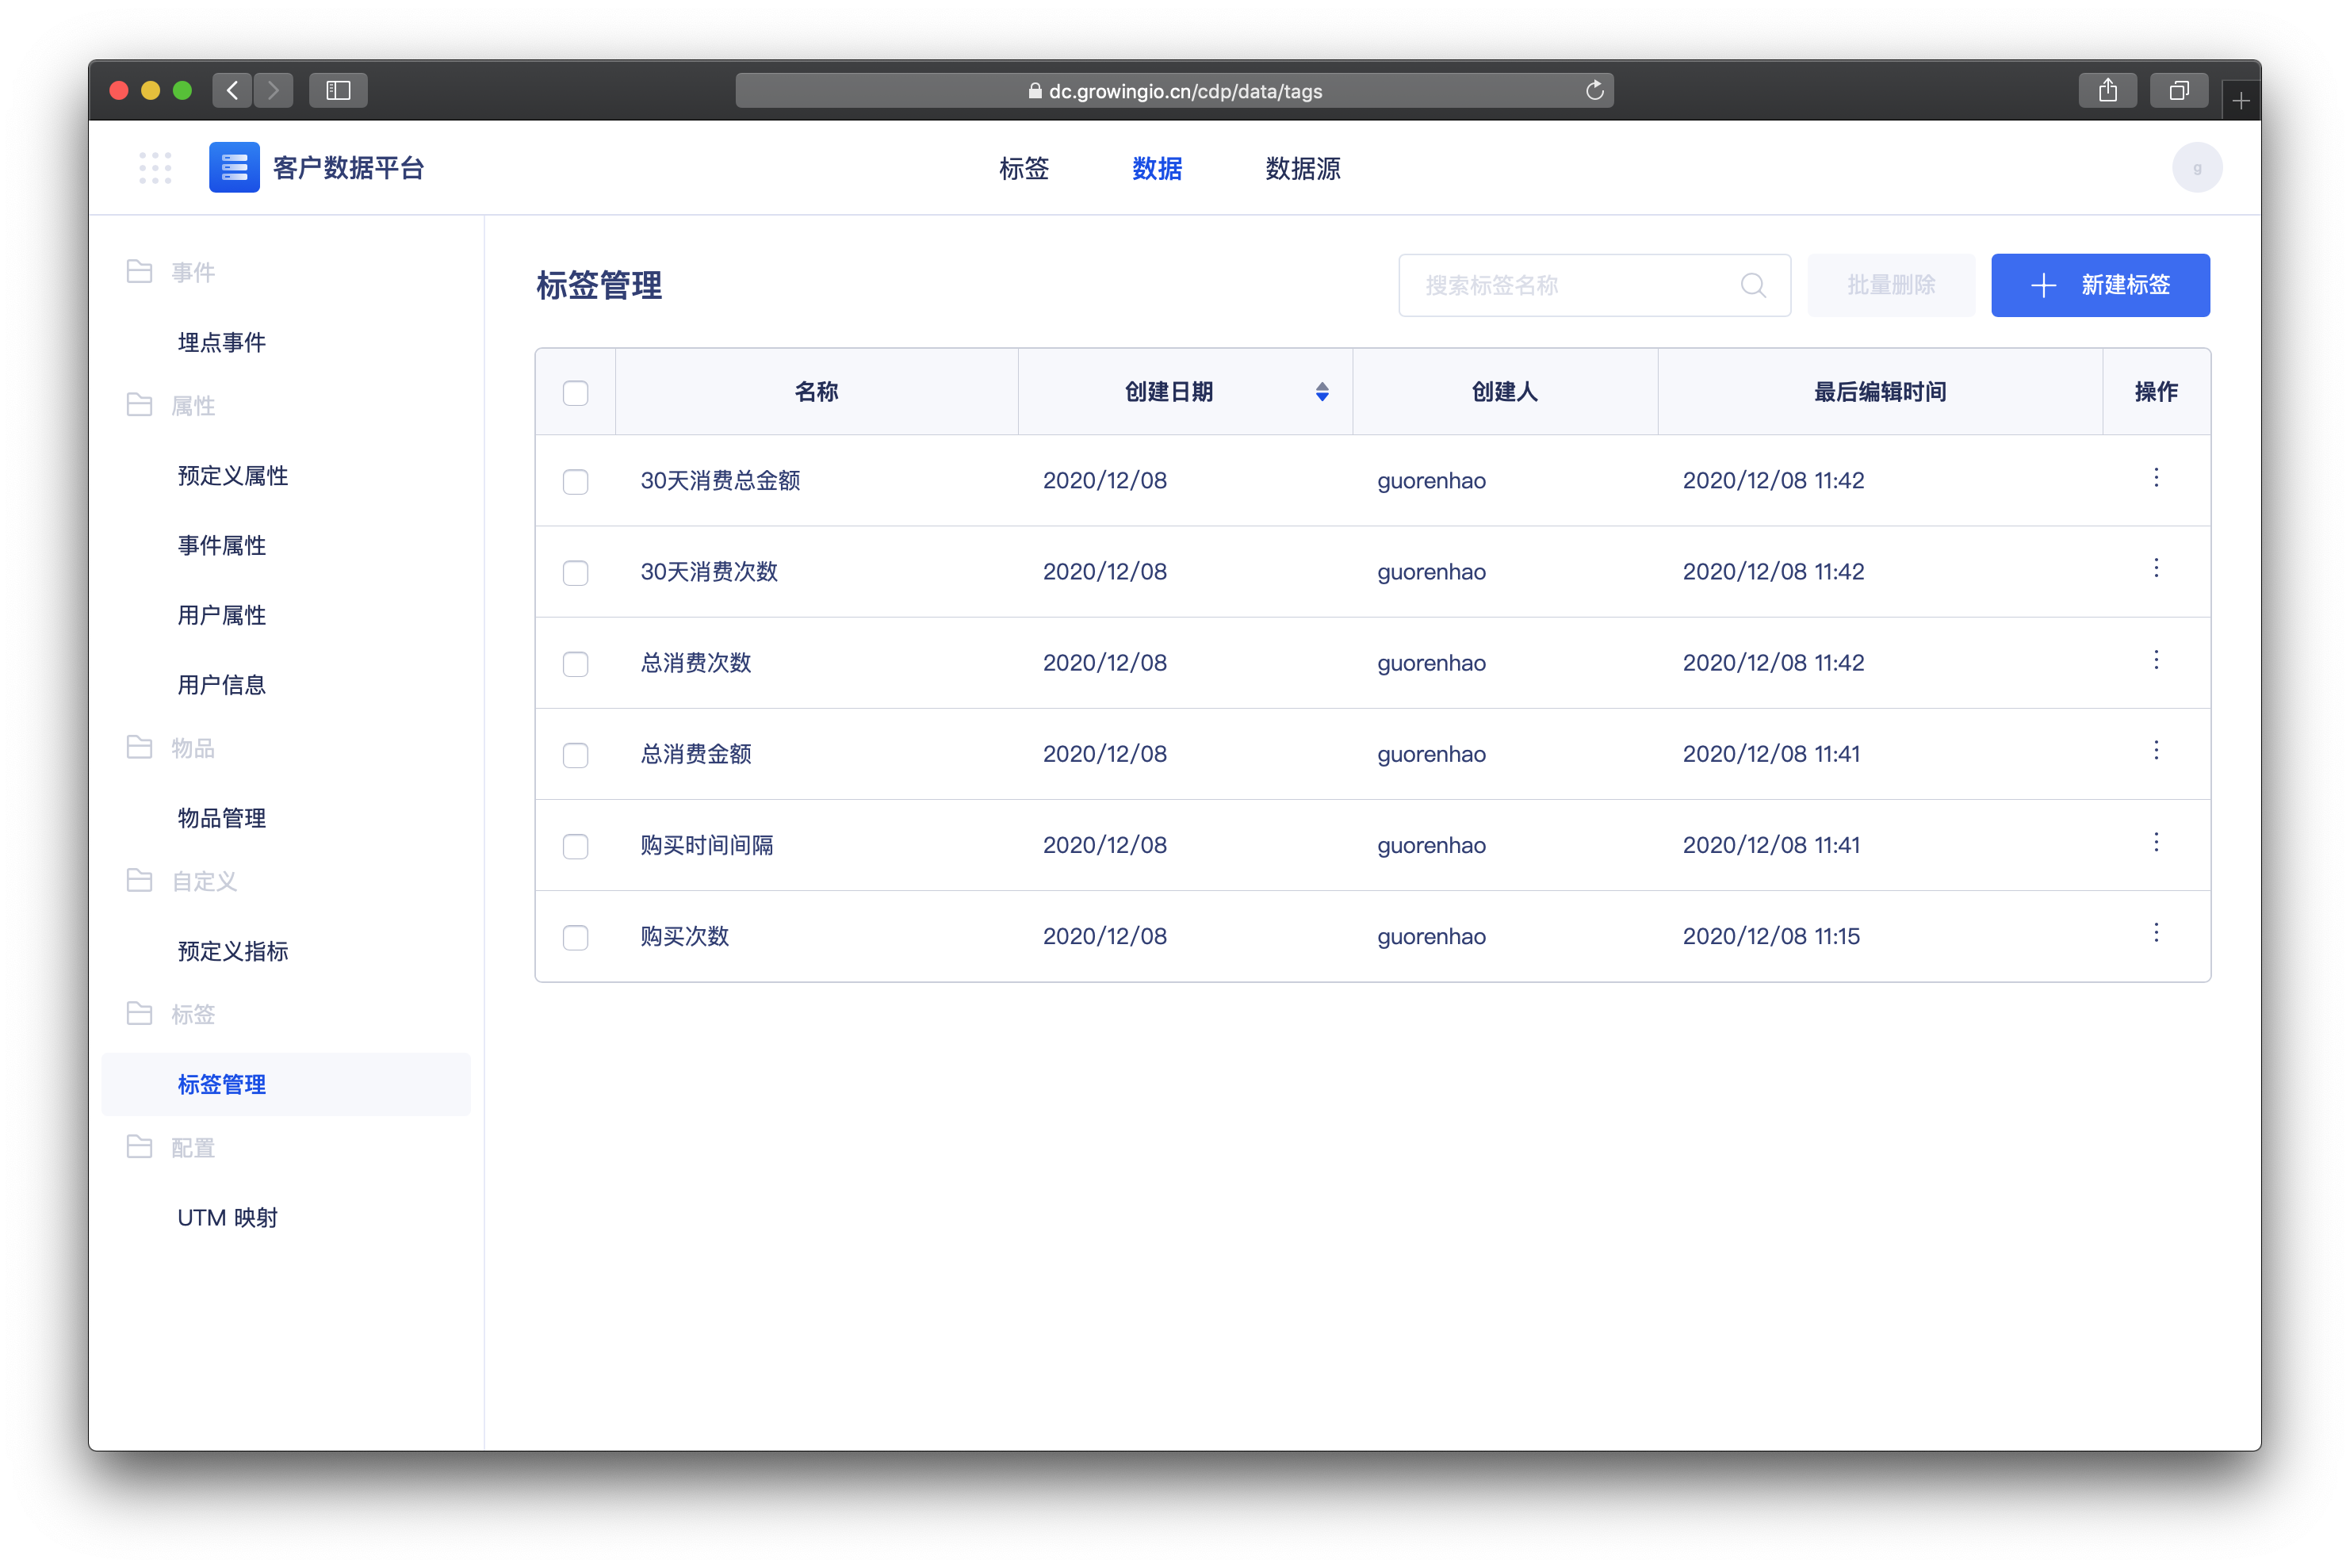 dc.growingio.cn/cdp/data/tags
客户数据平台
标签 数据 数据源
g
事件
埋点事件
属性
预定义属性
事件属性
用户属性
用户信息
物品
物品管理
自定义
预定义指标
标签
标签管理
配置
UTM 映射
标签管理
搜索标签名称
批量删除
新建标签
名称 创建日期 创建人 最后编辑时间 操作
30天消费总金额 2020/12/08 guorenhao 2020/12/08 11:42
30天消费次数 2020/12/08 guorenhao 2020/12/08 11:42
总消费次数 2020/12/08 guorenhao 2020/12/08 11:42
总消费金额 2020/12/08 guorenhao 2020/12/08 11:41
购买时间间隔 2020/12/08 guorenhao 2020/12/08 11:41
购买次数 2020/12/08 guorenhao 2020/12/08 11:15